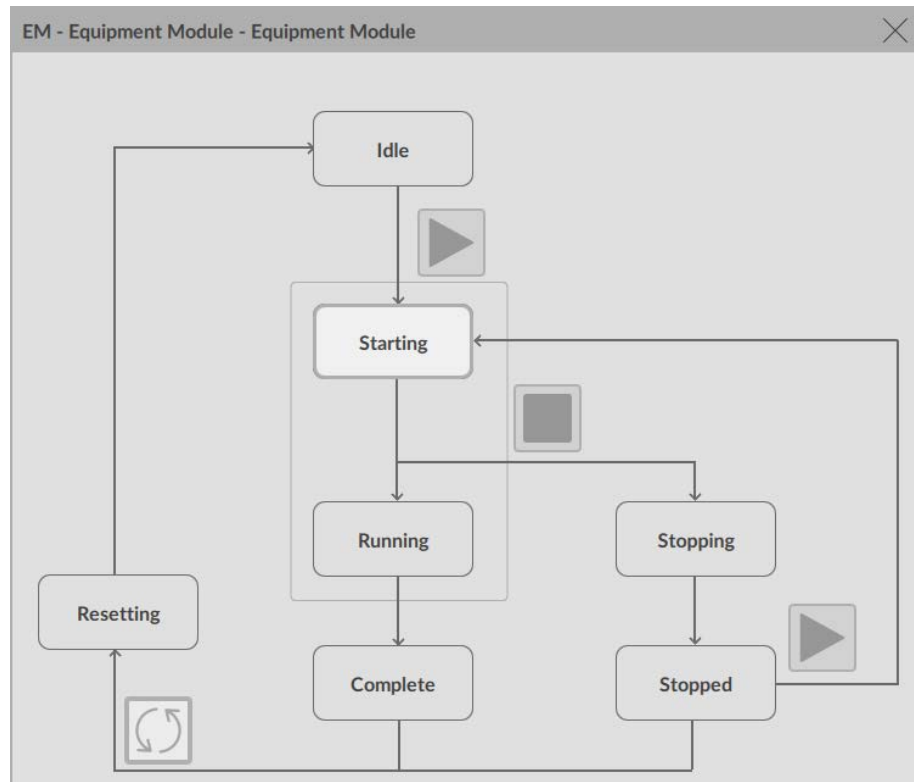 EM - Equipment Module - Equipment Module
Idle
Starting
Running
Stopping
Resetting
Complete
Stopped